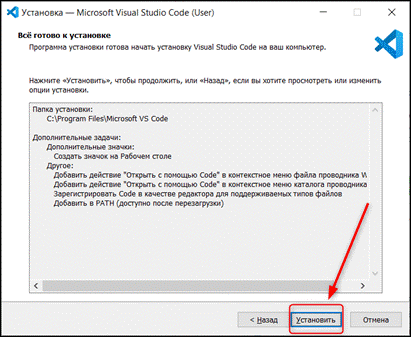 Установка — Microsoft Visual Studio Code (User)
Всё готово к установке
Программа установки готова начать установку Visual Studio Code на ваш компьютер.
Нажмите «Установить», чтобы продолжить, или «Назад», если вы хотите просмотреть или изменить
опции установки.
Папка установки:
C:\Program Files\Microsoft VS Code
Дополнительные задачи:
Дополнительные значки:
Создать значок на Рабочем столе
Другое:
Добавить действие "Открыть с помощью Code" в контекстное меню файла проводника W
Добавить действие "Открыть с помощью Code" в контекстное меню каталога проводника
Зарегистрировать Code в качестве редактора для поддерживаемых типов файлов
Добавить в PATH (доступно после перезагрузки)
< Назад Установить Отмена